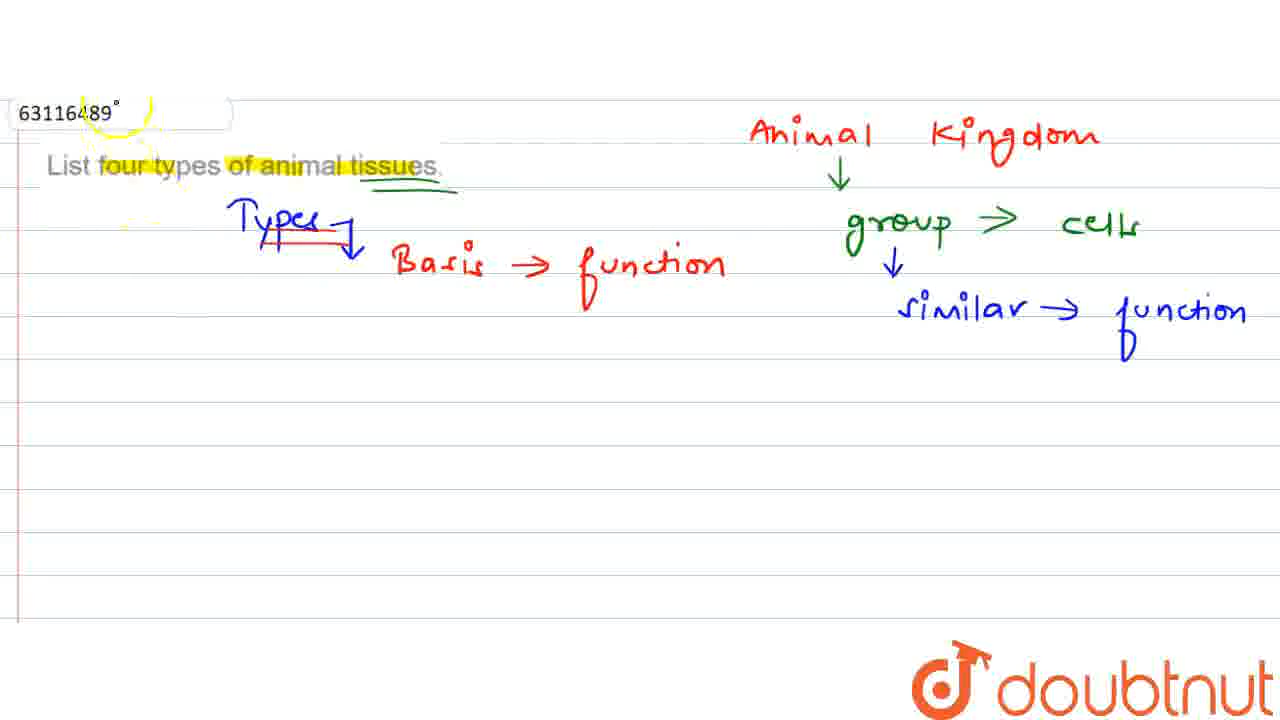 63116489
List four types of animal tissues.
Types
Basis → function
Animal Kingdom
↓
group → cells
↓
similar → function
doubtnut